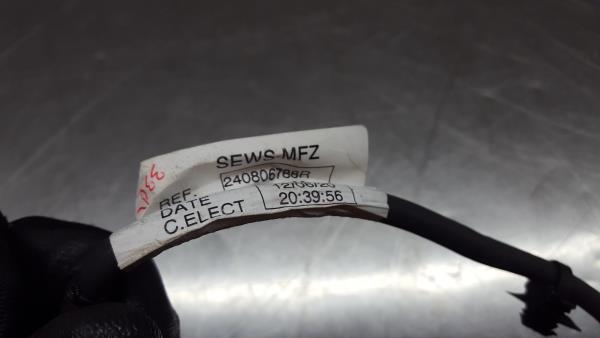 SEWS-MFZ
REF. 240806788R
DATE
C.ELECT 20:39:56